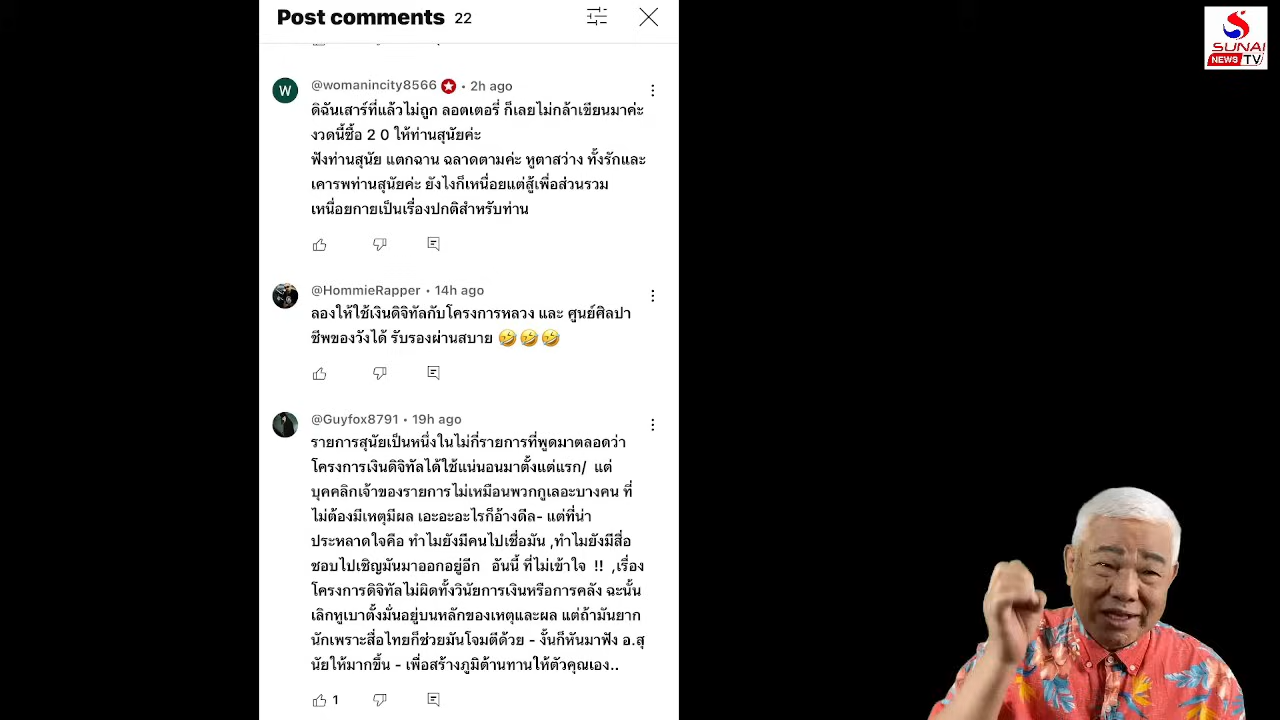 Post comments 22
SUNAI
NEWS TV
W
@womanincity8566 • 2h ago
ดิฉันเสาร์ที่แล้วไม่ถูก ลอตเตอรี่ ก็เลยไม่กล้าเขียนมาค่ะ
งวดนี้ซื้อ 2 0 ให้ท่านสุนัยค่ะ
ฟังท่านสุนัย แตกฉาน ฉลาดตามค่ะ หูตาสว่าง ทั้งรักและ
เคารพท่านสุนัยค่ะ ยังไงก็เหนื่อยแต่สู้เพื่อส่วนรวม
เหนื่อยกายเป็นเรื่องปกติสำหรับท่าน
@HommieRapper • 14h ago
ลองให้ใช้เงินดิจิทัลกับโครงการหลวง และ ศูนย์ศิลปา
ชีพของวังได้ รับรองผ่านสบาย 🤣🤣🤣
@Guyfox8791 • 19h ago
รายการสุนัยเป็นหนึ่งในไม่กี่รายการที่พูดมาตลอดว่า
โครงการเงินดิจิทัลได้ใช้แน่นอนมาตั้งแต่แรก/ แต่
บุคคลิกเจ้าของรายการไม่เหมือนพวกกูเลอะบางคน ที่
ไม่ต้องมีเหตุมีผล เอะอะอะไรก็อ้างดีล- แต่ที่น่า
ประหลาดใจคือ ทำไมยังมีคนไปเชื่อมัน ,ทำไมยังมีสื่อ
ชอบไปเชิญมันมาออกอยู่อีก อันนี้ ที่ไม่เข้าใจ !! ,เรื่อง
โครงการดิจิทัลไม่ผิดทั้งวินัยการเงินหรือการคลัง ฉะนั้น
เลิกหูเบาตั้งมั่นอยู่บนหลักของเหตุและผล แต่ถ้ามันยาก
นักเพราะสื่อไทยก็ช่วยมันโจมตีด้วย - งั้นก็หันมาฟัง อ.สุ
นัยให้มากขึ้น - เพื่อสร้างภูมิต้านทานให้ตัวคุณเอง..
1